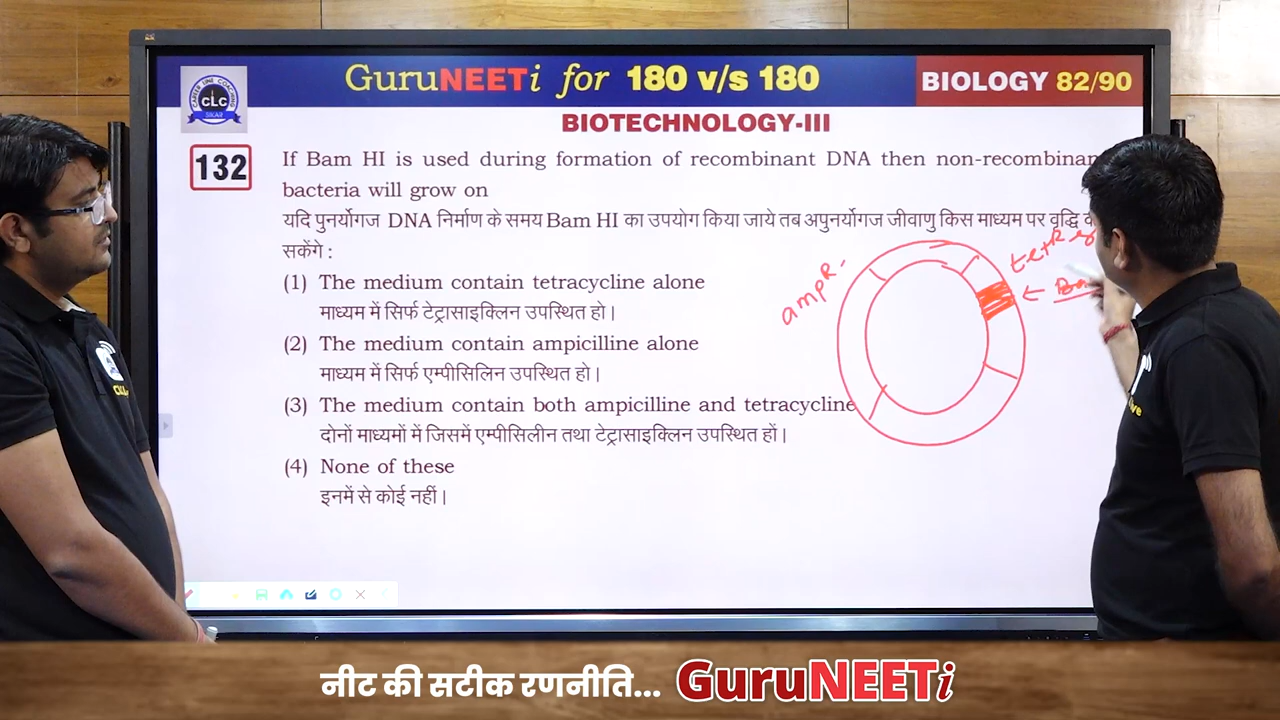 GuruNEETi for 180 v/s 180
BIOLOGY 82/90
CLC
SIKAR
BIOTECHNOLOGY-III
132
If Bam HI is used during formation of recombinant DNA then
bacteria will grow on
यदि पुनर्योगज DNA निर्माण के समय Bam HI का उपयोग किया जाये तब अपुनर्योगज जीवाणु किस माध्यम पर वृद्धि
सकेंगे :
(1) The medium contain tetracycline alone
माध्यम में सिर्फ टेट्रासाइक्लिन उपस्थित हो।
(2) The medium contain ampicilline alone
माध्यम में सिर्फ एम्पीसिलिन उपस्थित हो।
(3) The medium contain both ampicilline and tetracycline
दोनों माध्यमों में जिसमें एम्पीसिलीन तथा टेट्रासाइक्लिन उपस्थित हों।
(4) None of these
इनमें से कोई नहीं।
ampR
tetR
नीट की सटीक रणनीति... GuruNEETi